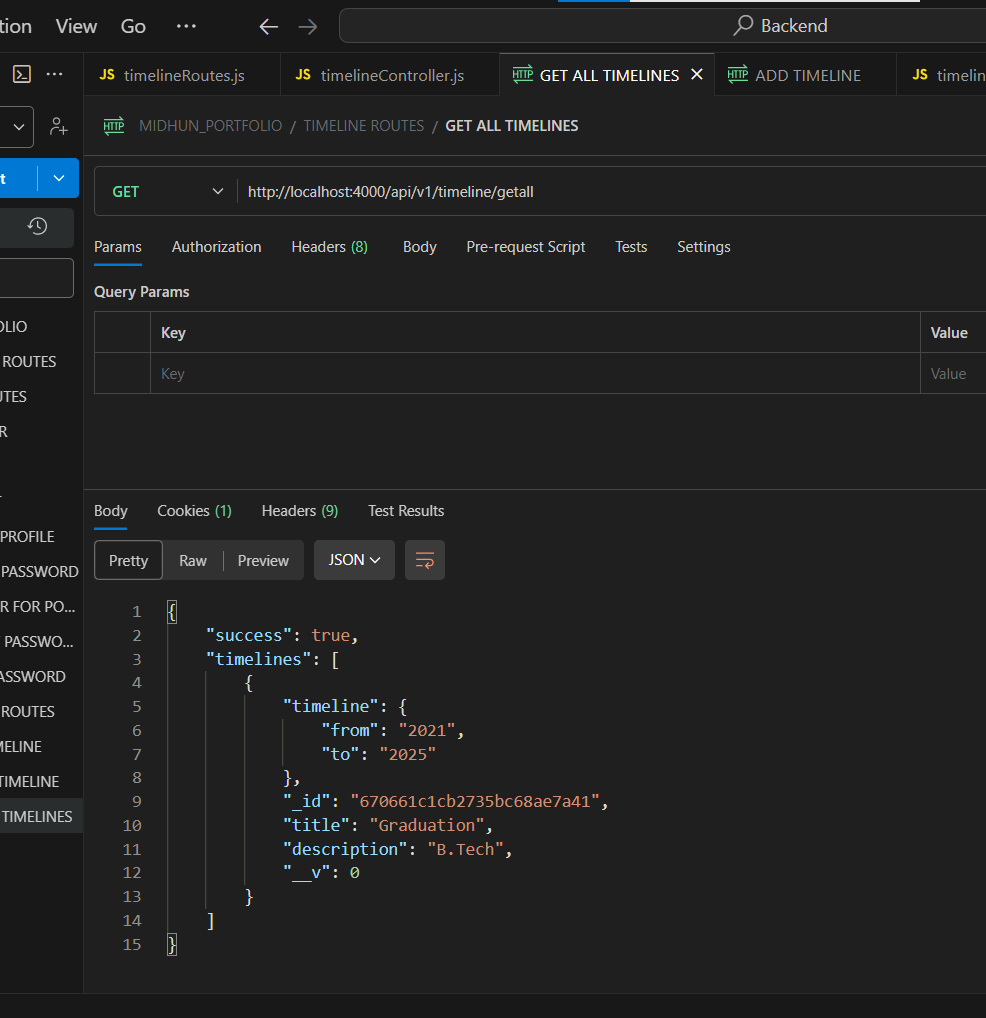 tion View Go ··· ← → Backend
JS timelineRoutes.js JS timelineController.js HTTP GET ALL TIMELINES × HTTP ADD TIMELINE JS timelin
HTTP MIDHUN_PORTFOLIO / TIMELINE ROUTES / GET ALL TIMELINES
t
GET http://localhost:4000/api/v1/timeline/getall
Params Authorization Headers (8) Body Pre-request Script Tests Settings
Query Params
Key Value
Key Value
OLIO
ROUTES
UTES
R
PROFILE
PASSWORD
R FOR PO...
PASSWO...
ASSWORD
ROUTES
MELINE
TIMELINE
TIMELINES
Body Cookies (1) Headers (9) Test Results
Pretty Raw Preview JSON
1 {
2 "success": true,
3 "timelines": [
4 {
5 "timeline": {
6 "from": "2021",
7 "to": "2025"
8 },
9 "_id": "670661c1cb2735bc68ae7a41",
10 "title": "Graduation",
11 "description": "B.Tech",
12 "__v": 0
13 }
14 ]
15 }